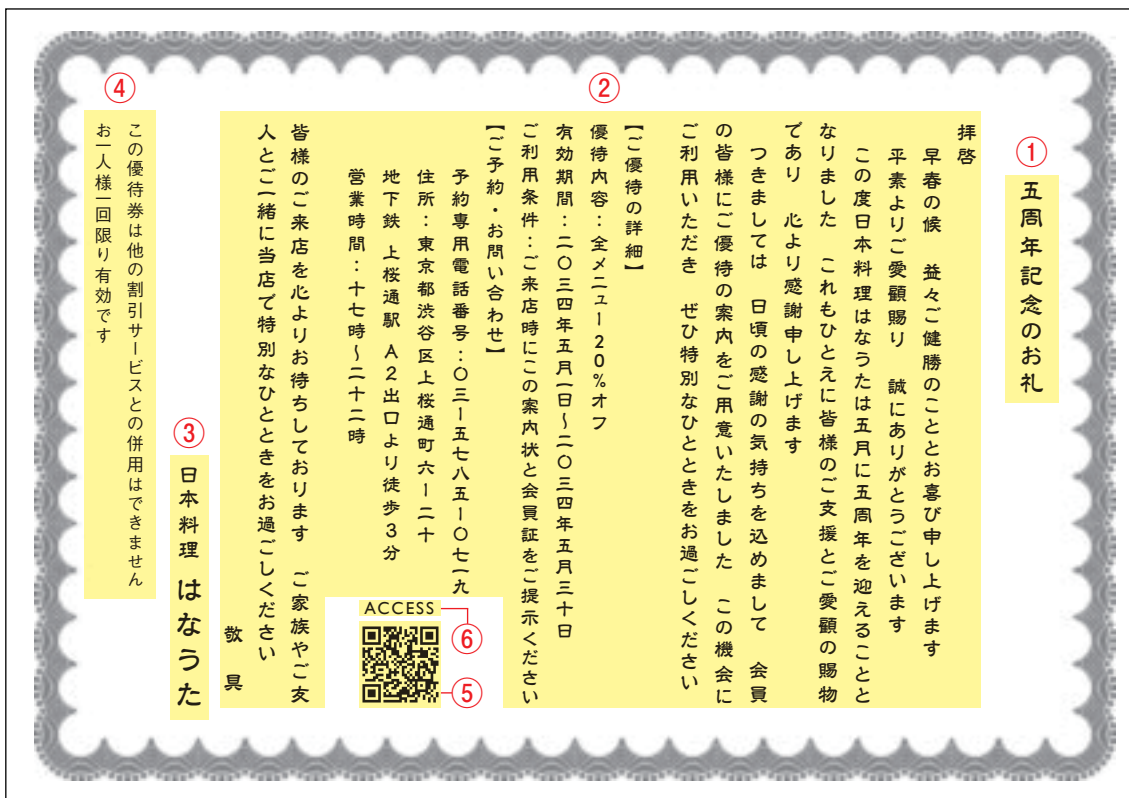 ①
五周年記念のお礼
②
拝啓
早春の候　益々ご健勝のこととお喜び申し上げます
平素よりご愛顧賜り　誠にありがとうございます
この度日本料理はなうたは五月に五周年を迎えることと
なりました　これもひとえに皆様のご支援とご愛顧の賜物
であり　心より感謝申し上げます
つきましては　日頃の感謝の気持ちを込めまして　会員
の皆様にご優待の案内をご用意いたしました　この機会に
ご利用いただき　ぜひ特別なひとときをお過ごしください
【ご優待の詳細】
優待内容：全メニュー20%オフ
有効期間：二〇三四年五月一日〜二〇三四年五月三十日
ご利用条件：ご来店時にこの案内状と会員証をご提示ください
【ご予約・お問い合わせ】
予約専用電話番号：〇三ー五七八五ー〇七一九
住所：東京都渋谷区上桜通町六ー二十
地下鉄 上桜通駅 A2出口より徒歩3分
営業時間：十七時〜二十二時
ACCESS
⑥
⑤
皆様のご来店を心よりお待ちしております　ご家族やご友
人とご一緒に当店で特別なひとときをお過ごしください
敬具
③
日本料理 はなうた
④
この優待券は他の割引サービスとの併用はできません
お一人様一回限り有効です